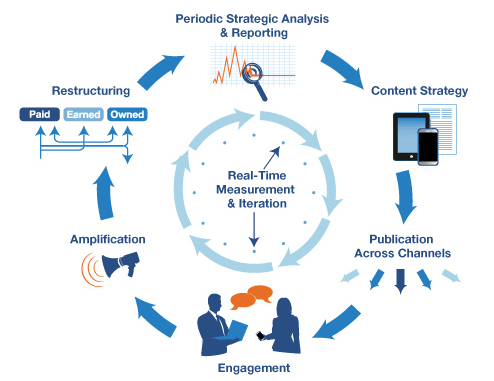 Periodic Strategic Analysis
& Reporting
Content Strategy
Publication
Across Channels
Engagement
Amplification
Restructuring
Paid
Earned
Owned
Real-Time
Measurement
& Iteration